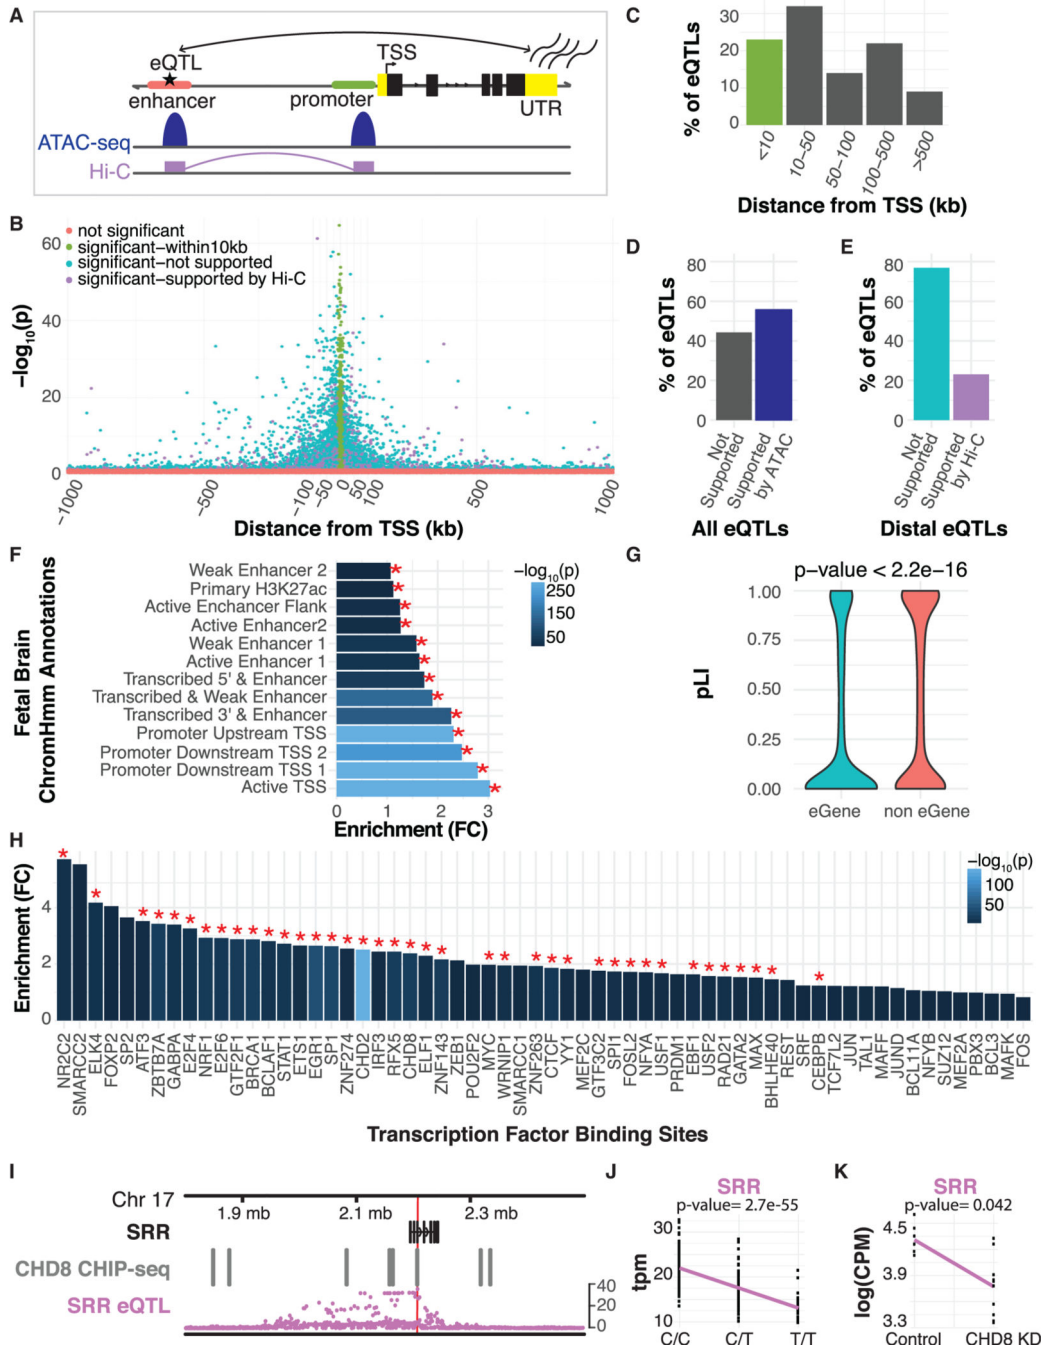 A
eQTL
TSS
enhancer
promoter
UTR
ATAC-seq
Hi-C
B
not significant
significant-within10kb
significant-not supported
significant-supported by Hi-C
-log10(p)
60
40
20
0
-1000
-500
-100
-50
0
50
100
500
1000
Distance from TSS (kb)
C
% of eQTLs
30
20
10
0
<10
10-50
50-100
100-500
>500
Distance from TSS (kb)
D
% of eQTLs
80
60
40
20
0
Not Supported
Supported by ATAC
All eQTLs
E
% of eQTLs
80
60
40
20
0
Not Supported
Supported by Hi-C
Distal eQTLs
F
Fetal Brain
ChromHmm Annotations
Weak Enhancer 2
Primary H3K27ac
Active Enchancer Flank
Active Enhancer2
Weak Enhancer 1
Active Enhancer 1
Transcribed 5' & Enhancer
Transcribed & Weak Enhancer
Transcribed 3' & Enhancer
Promoter Upstream TSS
Promoter Downstream TSS 2
Promoter Downstream TSS 1
Active TSS
0 1 2 3
Enrichment (FC)
-log10(p)
250
150
50
G
p-value < 2.2e-16
pLI
1.00
0.75
0.50
0.25
0.00
eGene
non eGene
H
Enrichment (FC)
4
2
0
-log10(p)
100
50
NR2C2
SMARCC2
ELK4
FOXP2
SP2
ATF3
ZBTB7A
GABPA
E2F4
NRF1
E2F6
GTF2F1
BRCA1
BCLAF1
STAT1
ETS1
EGR1
SP1
ZNF274
CHD2
IRF3
RFX5
CHD8
ELF1
ZNF143
ZEB1
POU2F2
MYC
WRNIP1
SMARCC1
ZNF263
CTCF
YY1
MEF2C
GTF3C2
SPI1
FOSL2
NFYA
USF1
PRDM1
EBF1
USF2
RAD21
GATA2
MAX
BHLHE40
REST
SRF
CEBPB
TCF7L2
JUN
TAL1
MAFF
JUND
BCL11A
NFYB
SUZ12
MEF2A
PBX3
BCL3
MAFK
FOS
Transcription Factor Binding Sites
I
Chr 17
1.9 mb
2.1 mb
2.3 mb
SRR
CHD8 CHIP-seq
SRR eQTL
40
20
0
J
SRR
p-value= 2.7e-55
tpm
30
20
10
C/C
C/T
T/T
K
SRR
p-value= 0.042
log(CPM)
4.5
3.9
3.3
Control
CHD8 KD